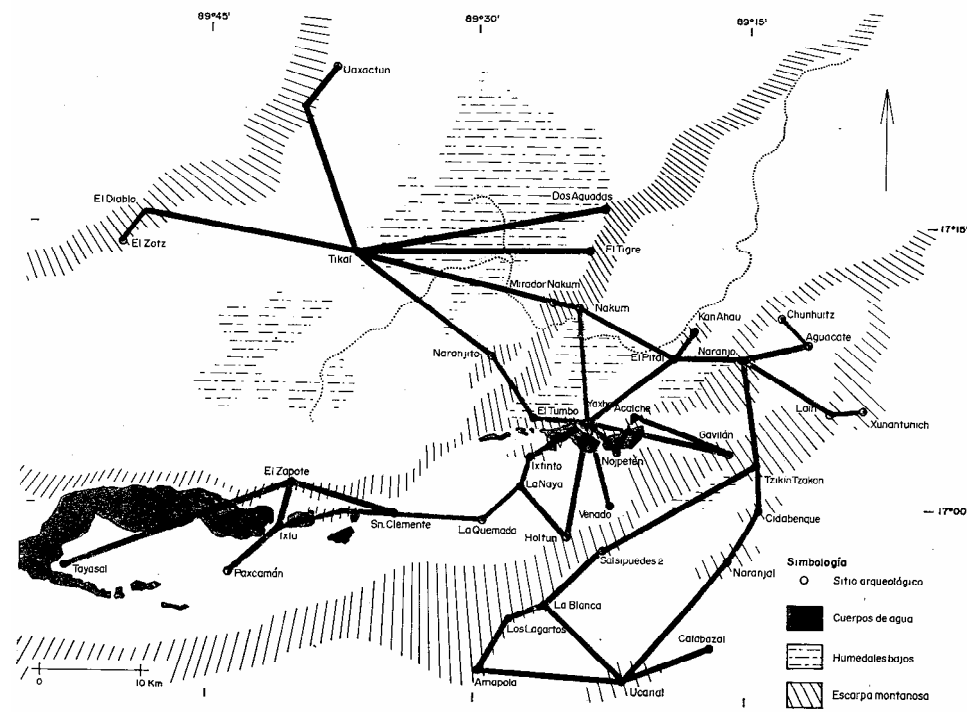 89°45'
89°30'
89°15'
Uaxactun
El Diablo
El Zotz
Dos Aguadas
El Tigre
17°15'
Tikal
Mirador Nakum
Nakum
Kan Ahau
Chunhuitz
Aguacate
Naranjito
El Pital
Naranjo
Yaxha
Acalche
El Tumbo
Lain
Xunantunich
Gavilán
Ixtinto
Nojpetén
El Zapote
La Naya
Tzikin Tzakan
Sn. Clemente
La Quemada
Venado
Cidabenque
17°00
Ixlu
Holtun
Tayasal
Paxcamán
Salsipuedes 2
Naranjal
Simbología
Sitio arqueológico
La Blanca
Los Lagartos
Cuerpos de agua
Calabazal
Humedales bajos
0
10 Km
Amapola
Ucanal
Escarpa montanosa